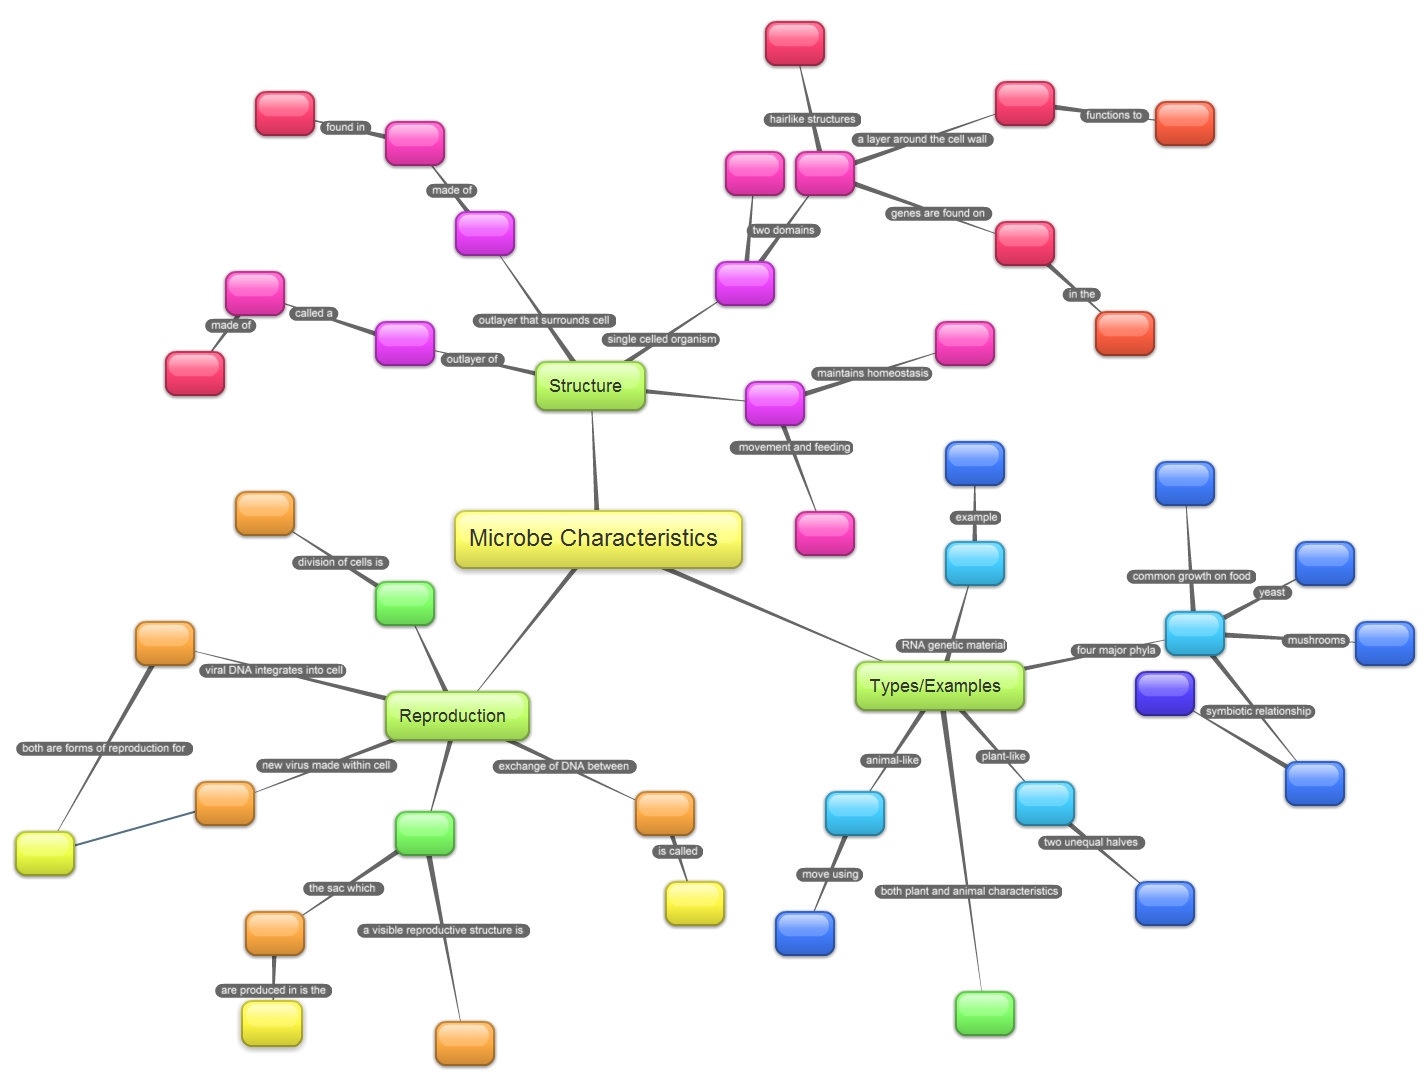 hairlike structures
functions to
found in
a layer around the cell wall
made of
genes are found on
two domains
in the
called a
outlayer that surrounds cell
made of
single celled organism
outlayer of
maintains homeostasis
Structure
movement and feeding
example
Microbe Characteristics
division of cells is
common growth on food
yeast
mushrooms
RNA genetic material
four major phyla
viral DNA integrates into cell
Types/Examples
symbiotic relationship
Reproduction
both are forms of reproduction for
animal-like
plant-like
new virus made within cell
exchange of DNA between
two unequal halves
is called
move using
the sac which
both plant and animal characteristics
a visible reproductive structure is
are produced in is the